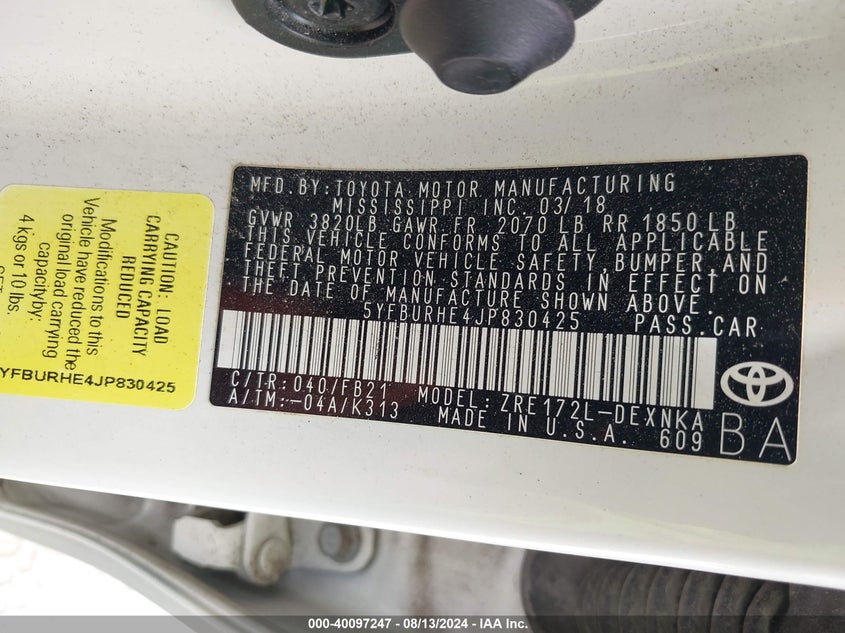 MFD.BY:TOYOTA MOTOR MANUFACTURING
MISSISSIPPI INC. 03/18
GVWR 3820LB GAWR FR 2070 LB RR 1850 LB
THIS VEHICLE CONFORMS TO ALL APPLICABLE
FEDERAL MOTOR VEHICLE SAFETY,BUMPER,AND
THEFT PREVENTION STANDARDS IN EFFECT ON
THE DATE OF MANUFACTURE SHOWN ABOVE.
5YFBURHE4JP830425 PASS.CAR
C/TR:040/FB21 MODEL:ZRE172L-DEXNKA
A/TM:-04A/K313 MADE IN U.S.A. 609
BA
CAUTION: LOAD
CARRYING CAPACITY
REDUCED
Modifications to this
Vehicle have reduced the
original load carrying
capacity by:
4 kgs or 10 lbs.
YFBURHE4JP830425
000-40097247 - 08/13/2024 - IAA Inc.